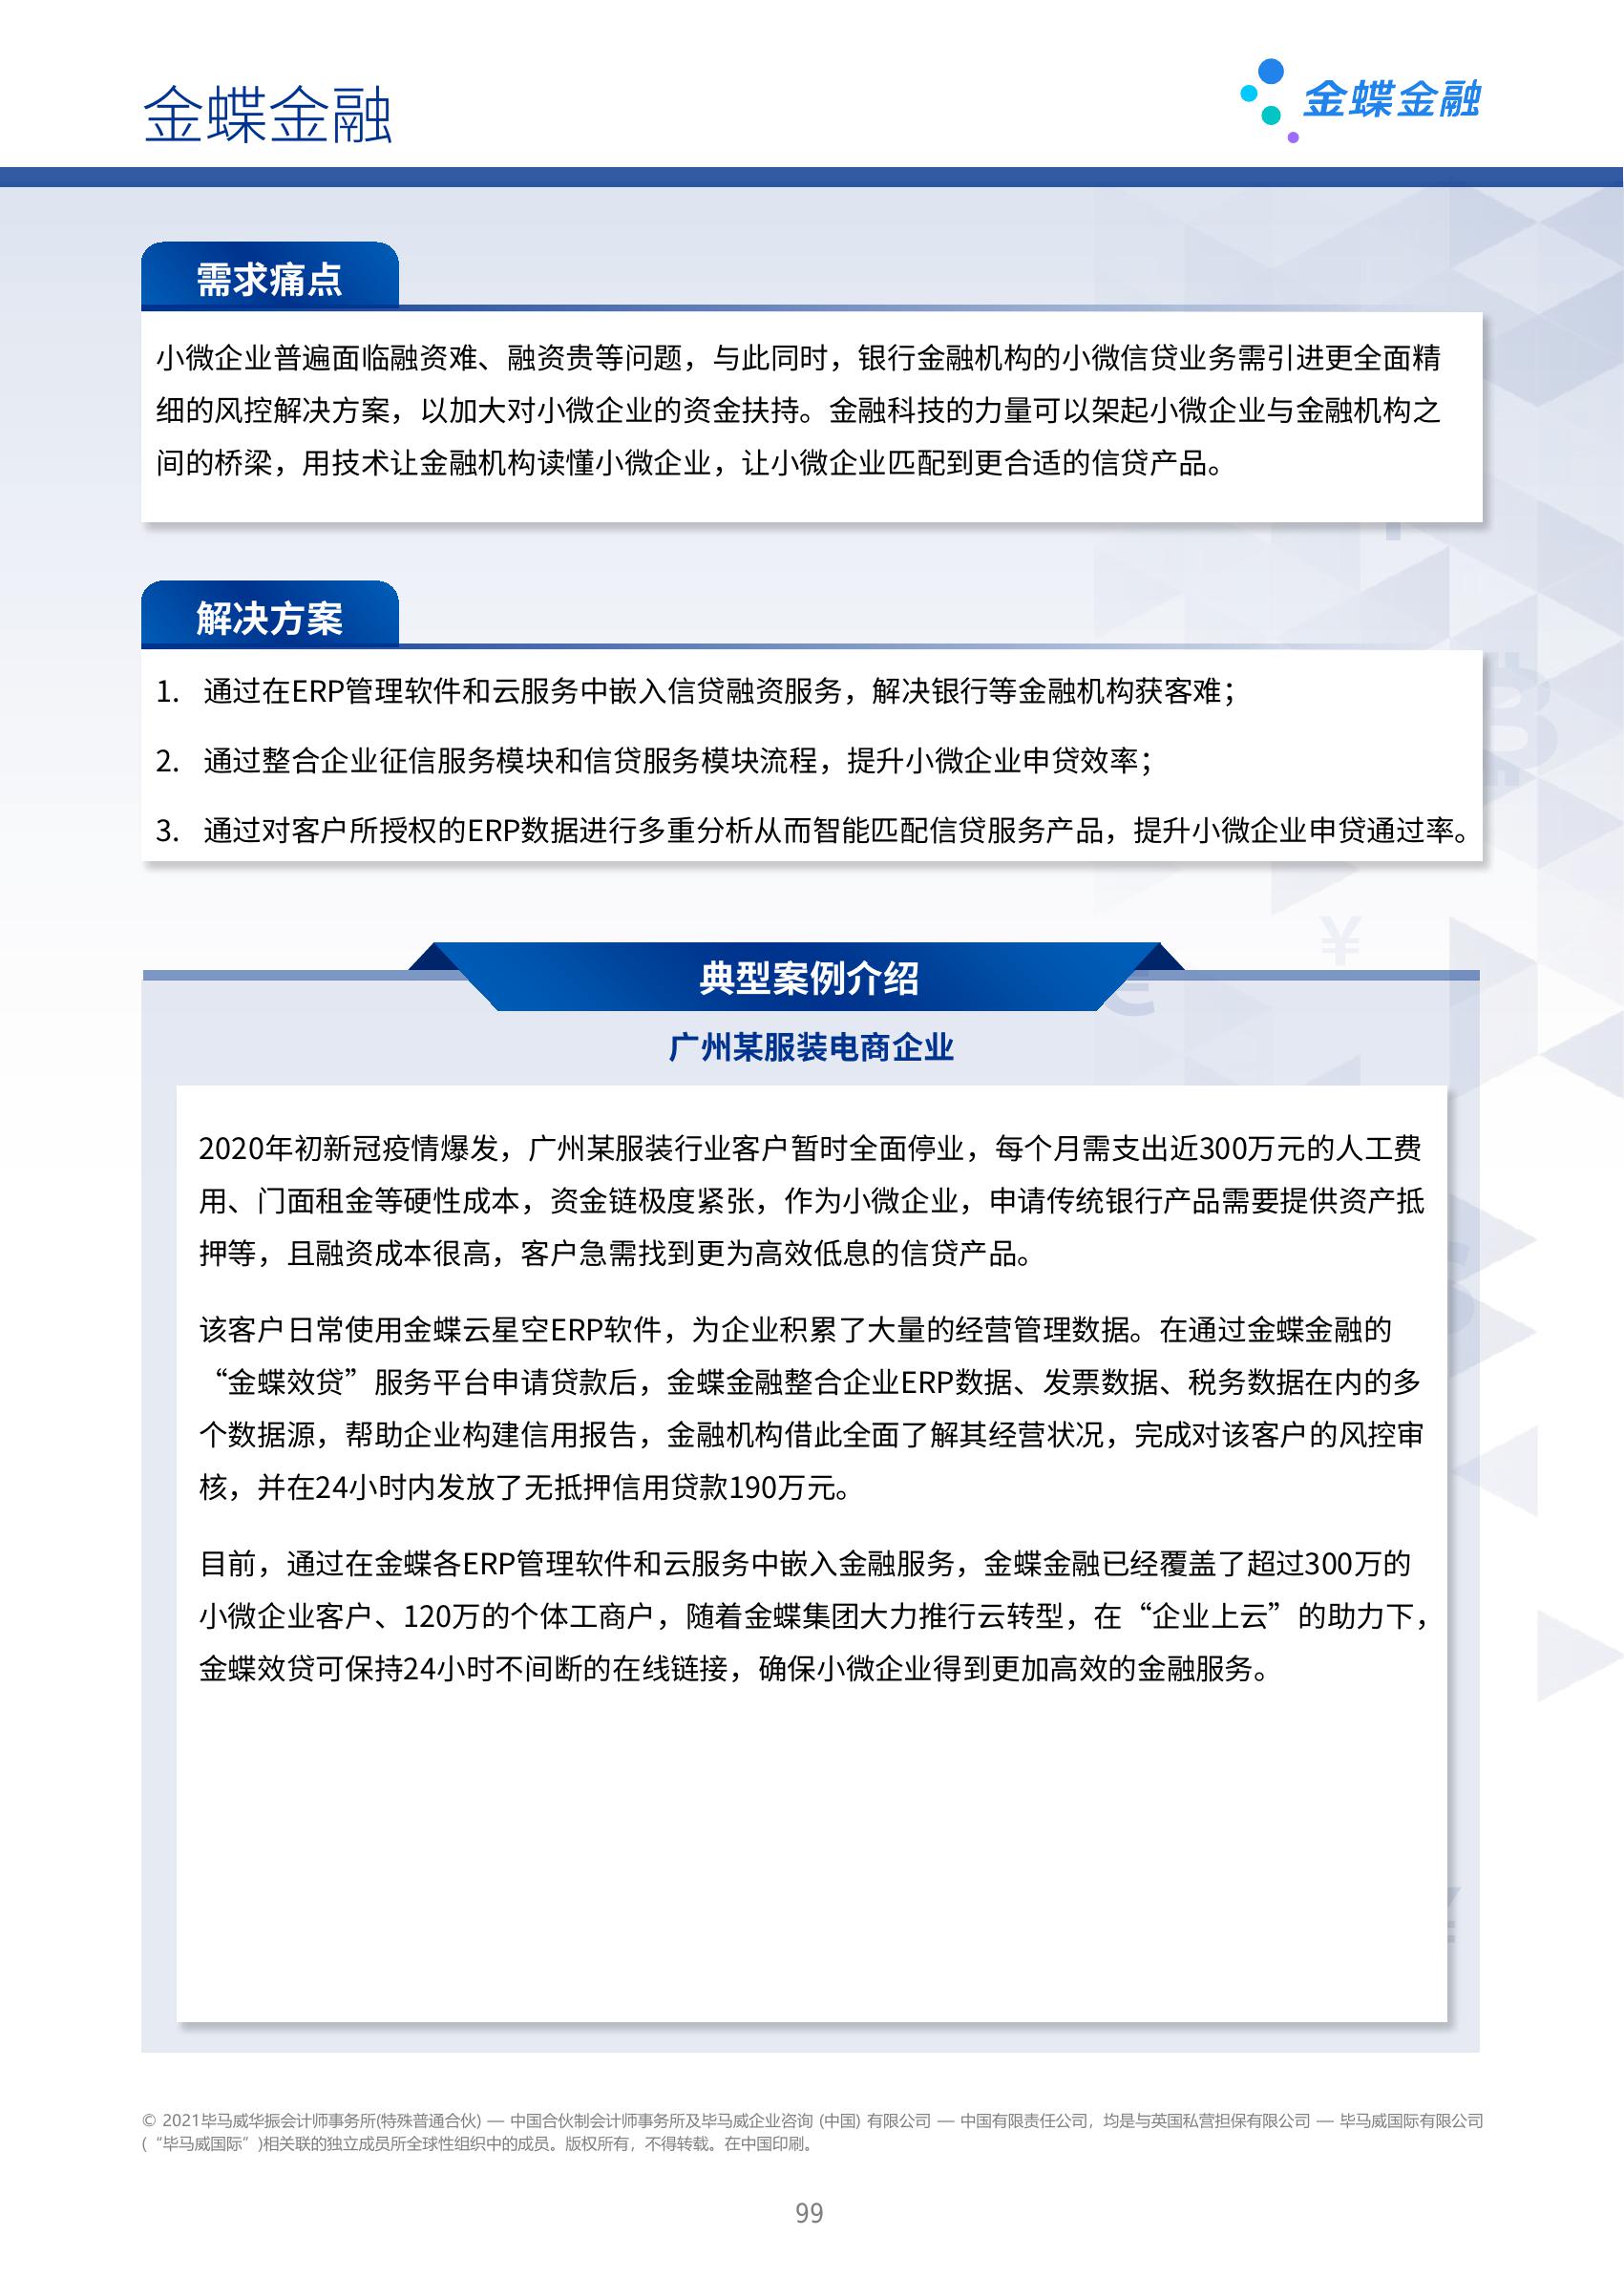 金蝶金融
金蝶金融
需求痛点
小微企业普遍面临融资难、融资贵等问题，与此同时，银行金融机构的小微信贷业务需引进更全面精
细的风控解决方案，以加大对小微企业的资金扶持。金融科技的力量可以架起小微企业与金融机构之
间的桥梁，用技术让金融机构读懂小微企业，让小微企业匹配到更合适的信贷产品。
解决方案
1. 通过在ERP管理软件和云服务中嵌入信贷融资服务，解决银行等金融机构获客难；
2. 通过整合企业征信服务模块和信贷服务模块流程，提升小微企业申贷效率；
3. 通过对客户所授权的ERP数据进行多重分析从而智能匹配信贷服务产品，提升小微企业申贷通过率。
典型案例介绍
广州某服装电商企业
2020年初新冠疫情爆发，广州某服装行业客户暂时全面停业，每个月需支出近300万元的人工费
用、门面租金等硬性成本，资金链极度紧张，作为小微企业，申请传统银行产品需要提供资产抵
押等，且融资成本很高，客户急需找到更为高效低息的信贷产品。
该客户日常使用金蝶云星空ERP软件，为企业积累了大量的经营管理数据。在通过金蝶金融的
“金蝶效贷”服务平台申请贷款后，金蝶金融整合企业ERP数据、发票数据、税务数据在内的多
个数据源，帮助企业构建信用报告，金融机构借此全面了解其经营状况，完成对该客户的风控审
核，并在24小时内发放了无抵押信用贷款190万元。
目前，通过在金蝶各ERP管理软件和云服务中嵌入金融服务，金蝶金融已经覆盖了超过300万的
小微企业客户、120万的个体工商户，随着金蝶集团大力推行云转型，在“企业上云”的助力下，
金蝶效贷可保持24小时不间断的在线链接，确保小微企业得到更加高效的金融服务。
© 2021毕马威华振会计师事务所(特殊普通合伙) — 中国合伙制会计师事务所及毕马威企业咨询 (中国) 有限公司 — 中国有限责任公司，均是与英国私营担保有限公司 — 毕马威国际有限公司
(“毕马威国际”)相关联的独立成员所全球性组织中的成员。版权所有，不得转载。在中国印刷。
99